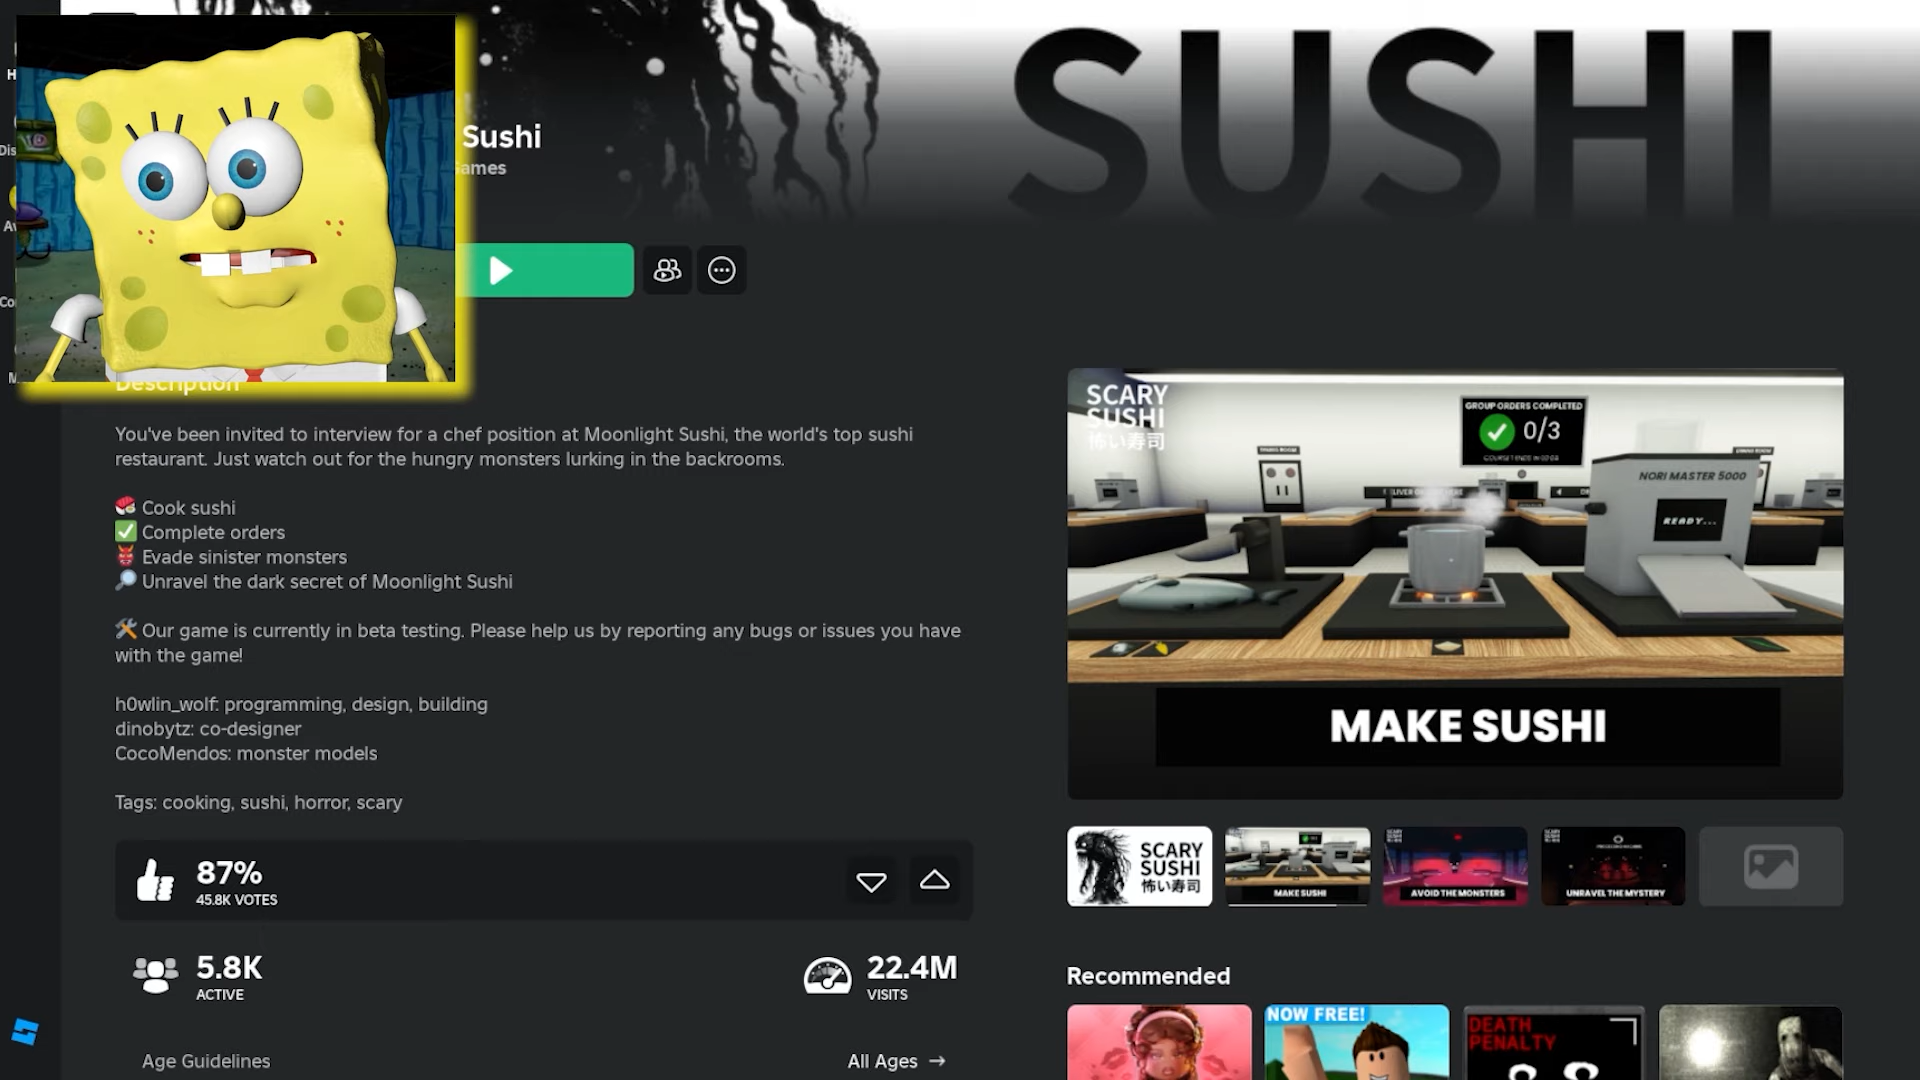 SUSHI
Sushi
Games
Description
You've been invited to interview for a chef position at Moonlight Sushi, the world's top sushi
restaurant. Just watch out for the hungry monsters lurking in the backrooms.
🍣 Cook sushi
✅ Complete orders
👹 Evade sinister monsters
🔎 Unravel the dark secret of Moonlight Sushi
🛠️ Our game is currently in beta testing. Please help us by reporting any bugs or issues you have
with the game!
h0wlin_wolf: programming, design, building
dinobytz: co-designer
CocoMendos: monster models
Tags: cooking, sushi, horror, scary
87%
45.8K VOTES
5.8K
ACTIVE
22.4M
VISITS
Age Guidelines
All Ages →
SCARY
SUSHI
怖い寿司
GROUP ORDERS COMPLETED
0/3
NORI MASTER 5000
READY...
MAKE SUSHI
SCARY
SUSHI
怖い寿司
MAKE SUSHI
AVOID THE MONSTERS
UNRAVEL THE MYSTERY
Recommended
NOW FREE!
DEATH
PENALTY